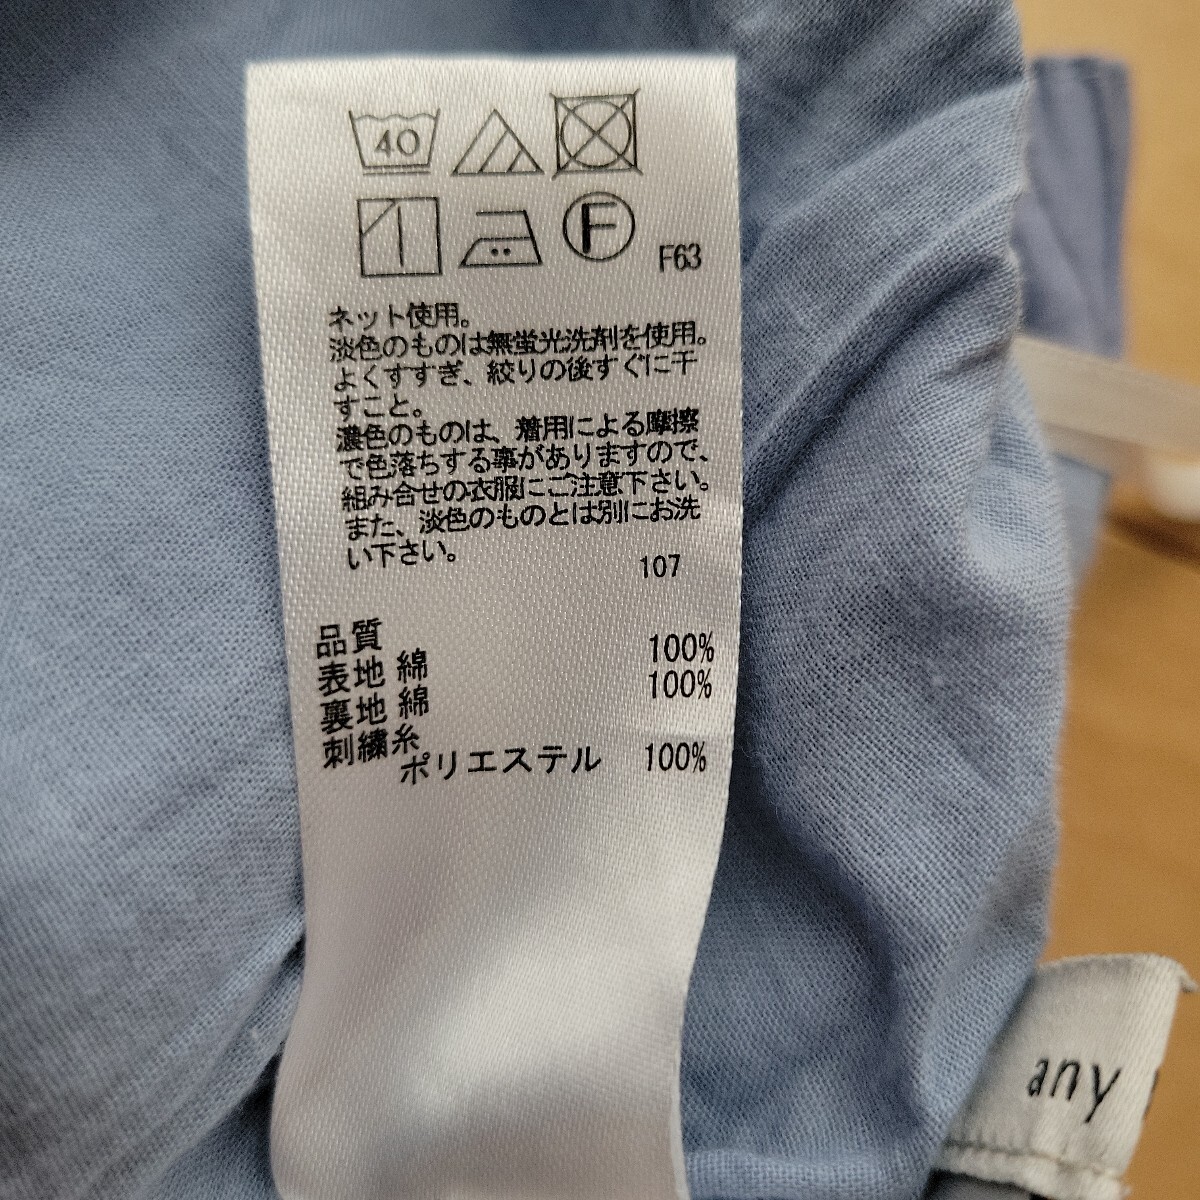 40
F
F63
ネット使用。
淡色のものは無蛍光洗剤を使用。
よくすすぎ、絞りの後すぐに干
すこと。
濃色のものは、着用による摩擦
で色落ちする事がありますので、
組み合せの衣服にご注意下さい。
また、淡色のものとは別にお洗
い下さい。
107
品質
表地 綿 100%
裏地 綿 100%
刺繍糸
ポリエステル 100%
any